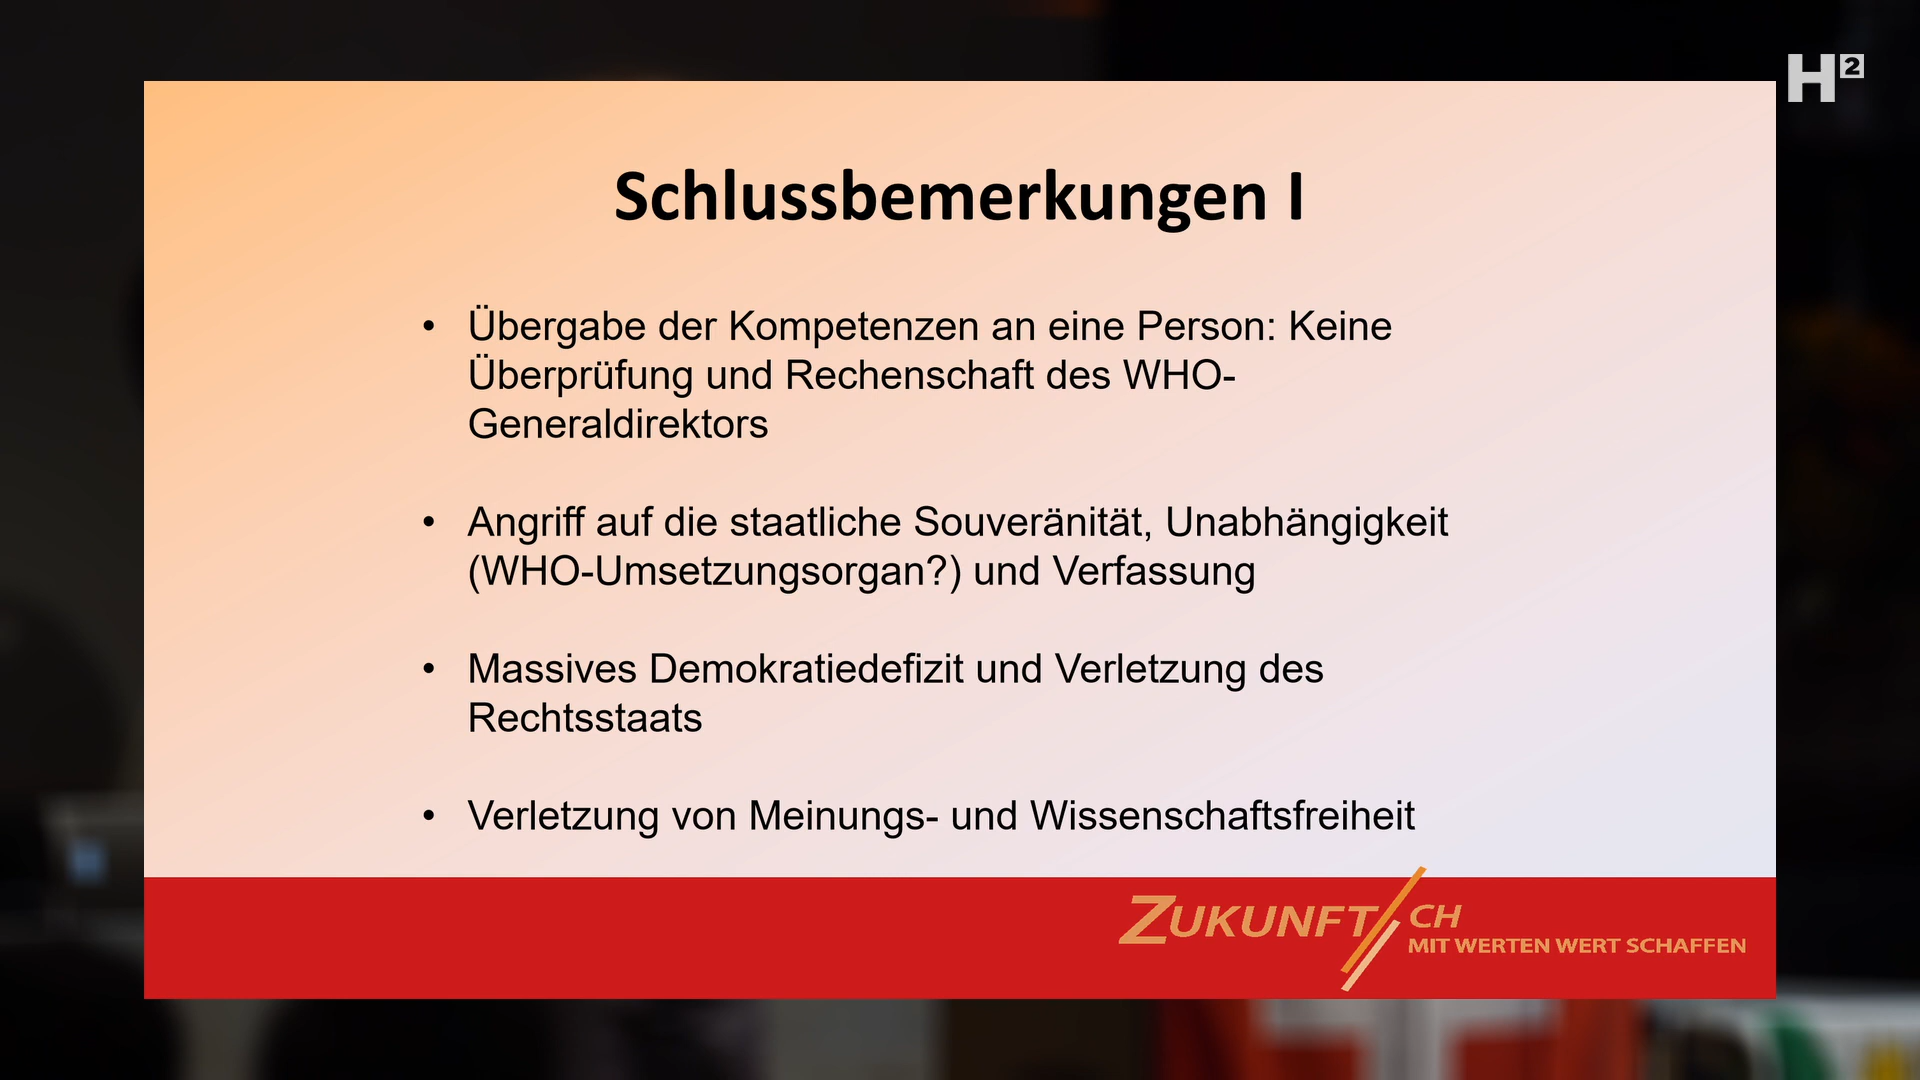 H²
Schlussbemerkungen I
• Übergabe der Kompetenzen an eine Person: Keine
Überprüfung und Rechenschaft des WHO-
Generaldirektors
• Angriff auf die staatliche Souveränität, Unabhängigkeit
(WHO-Umsetzungsorgan?) und Verfassung
• Massives Demokratiedefizit und Verletzung des
Rechtsstaats
• Verletzung von Meinungs- und Wissenschaftsfreiheit
ZUKUNFT CH
MIT WERTEN WERT SCHAFFEN